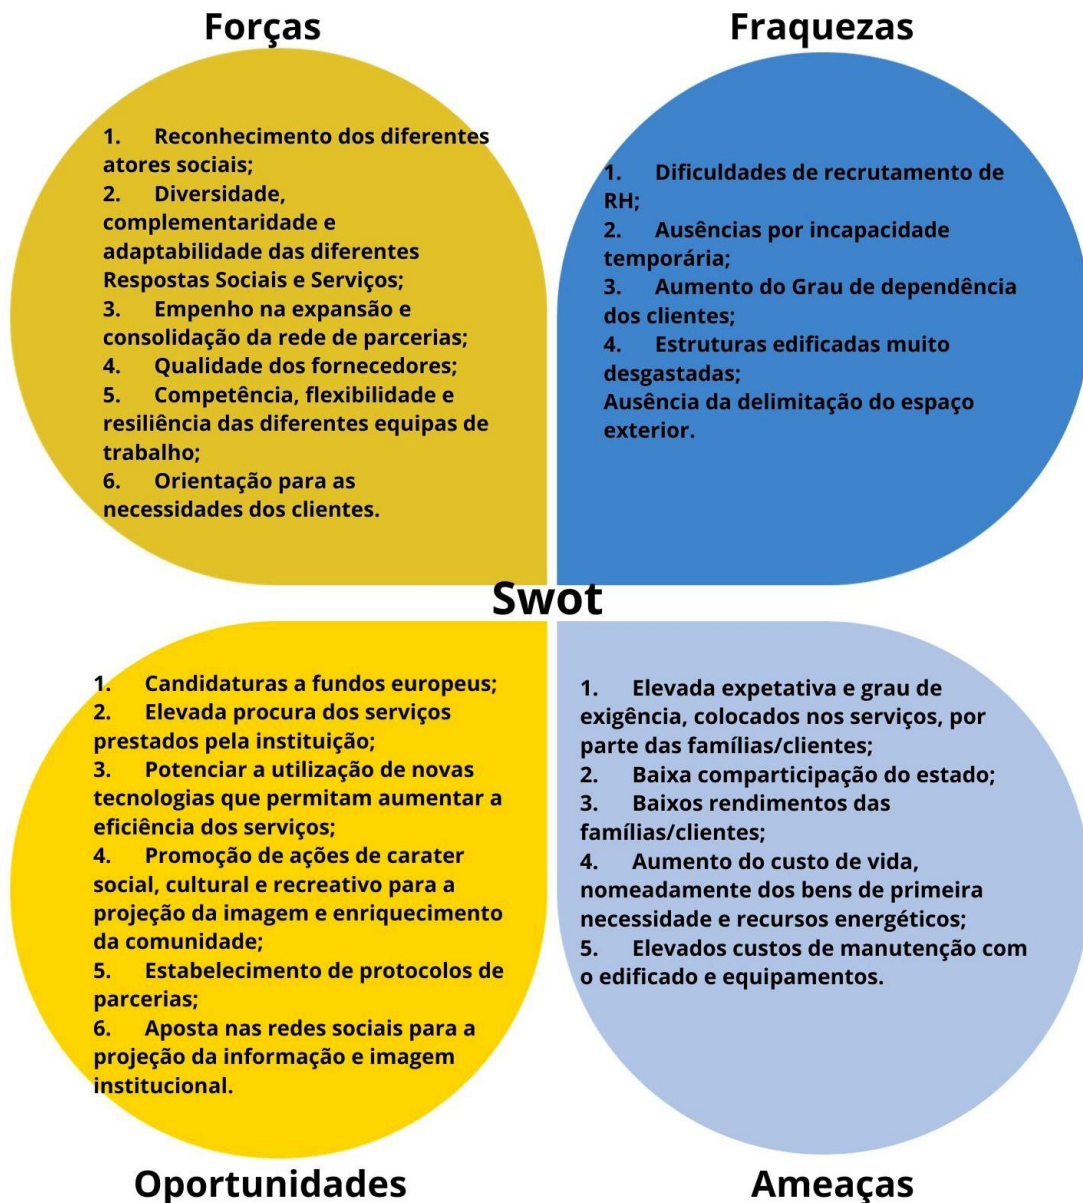 Forças
1. Reconhecimento dos diferentes
atores sociais;
2. Diversidade,
complementaridade e
adaptabilidade das diferentes
Respostas Sociais e Serviços;
3. Empenho na expansão e
consolidação da rede de parcerias;
4. Qualidade dos fornecedores;
5. Competência, flexibilidade e
resiliência das diferentes equipas de
trabalho;
6. Orientação para as
necessidades dos clientes.
Fraquezas
1. Dificuldades de recrutamento de
RH;
2. Ausências por incapacidade
temporária;
3. Aumento do Grau de dependência
dos clientes;
4. Estruturas edificadas muito
desgastadas;
Ausência da delimitação do espaço
exterior.
Swot
1. Candidaturas a fundos europeus;
2. Elevada procura dos serviços
prestados pela instituição;
3. Potenciar a utilização de novas
tecnologias que permitam aumentar a
eficiência dos serviços;
4. Promoção de ações de carater
social, cultural e recreativo para a
projeção da imagem e enriquecimento
da comunidade;
5. Estabelecimento de protocolos de
parcerias;
6. Aposta nas redes sociais para a
projeção da informação e imagem
institucional.
Oportunidades
1. Elevada expetativa e grau de
exigência, colocados nos serviços, por
parte das famílias/clientes;
2. Baixa comparticipação do estado;
3. Baixos rendimentos das
famílias/clientes;
4. Aumento do custo de vida,
nomeadamente dos bens de primeira
necessidade e recursos energéticos;
5. Elevados custos de manutenção com
o edificado e equipamentos.
Ameaças